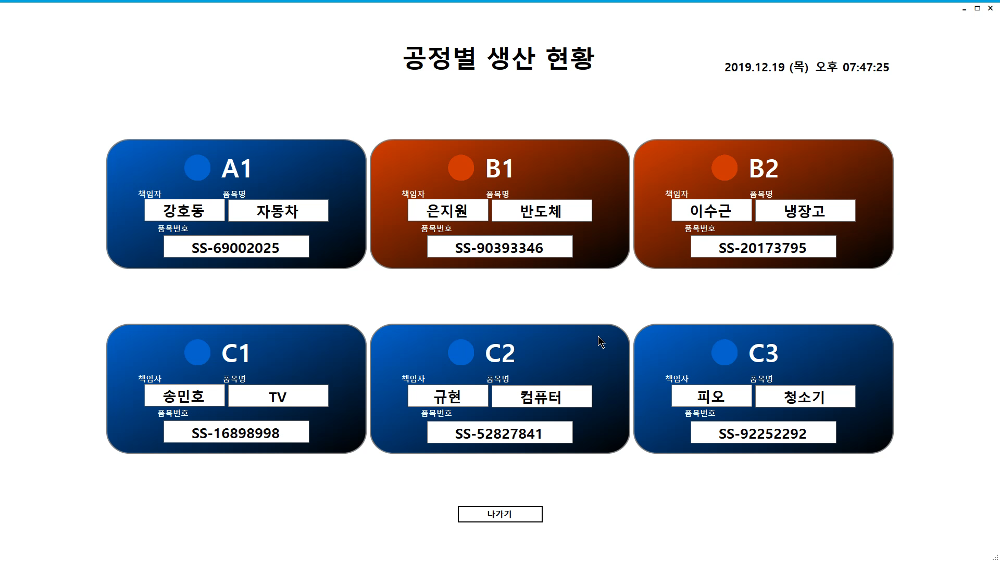 공정별 생산 현황
2019.12.19 (목) 오후 07:47:25
A1
책임자 품목명
강호동 자동차
품목번호
SS-69002025
B1
책임자 품목명
은지원 반도체
품목번호
SS-90393346
B2
책임자 품목명
이수근 냉장고
품목번호
SS-20173795
C1
책임자 품목명
송민호 TV
품목번호
SS-16898998
C2
책임자 품목명
규현 컴퓨터
품목번호
SS-52827841
C3
책임자 품목명
피오 청소기
품목번호
SS-92252292
나가기